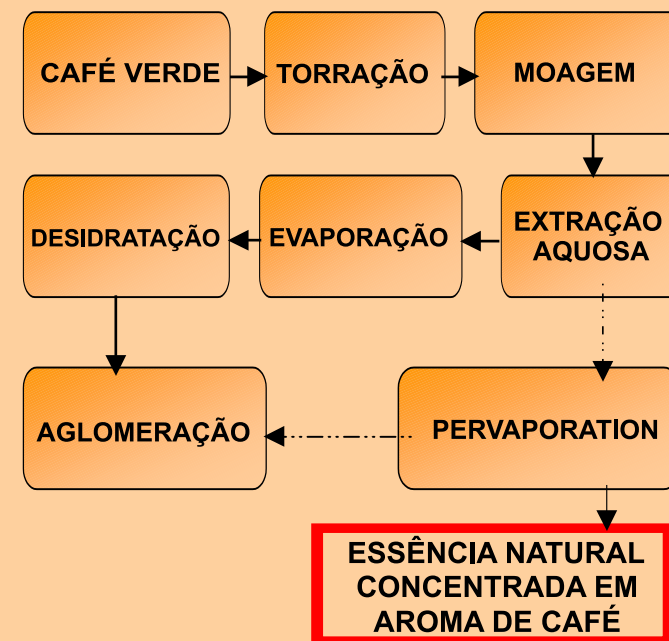 CAFÉ VERDE
TORRAÇÃO
MOAGEM
DESIDRATAÇÃO
EVAPORAÇÃO
EXTRAÇÃO
AQUOSA
AGLOMERAÇÃO
PERVAPORATION
ESSÊNCIA NATURAL
CONCENTRADA EM
AROMA DE CAFÉ